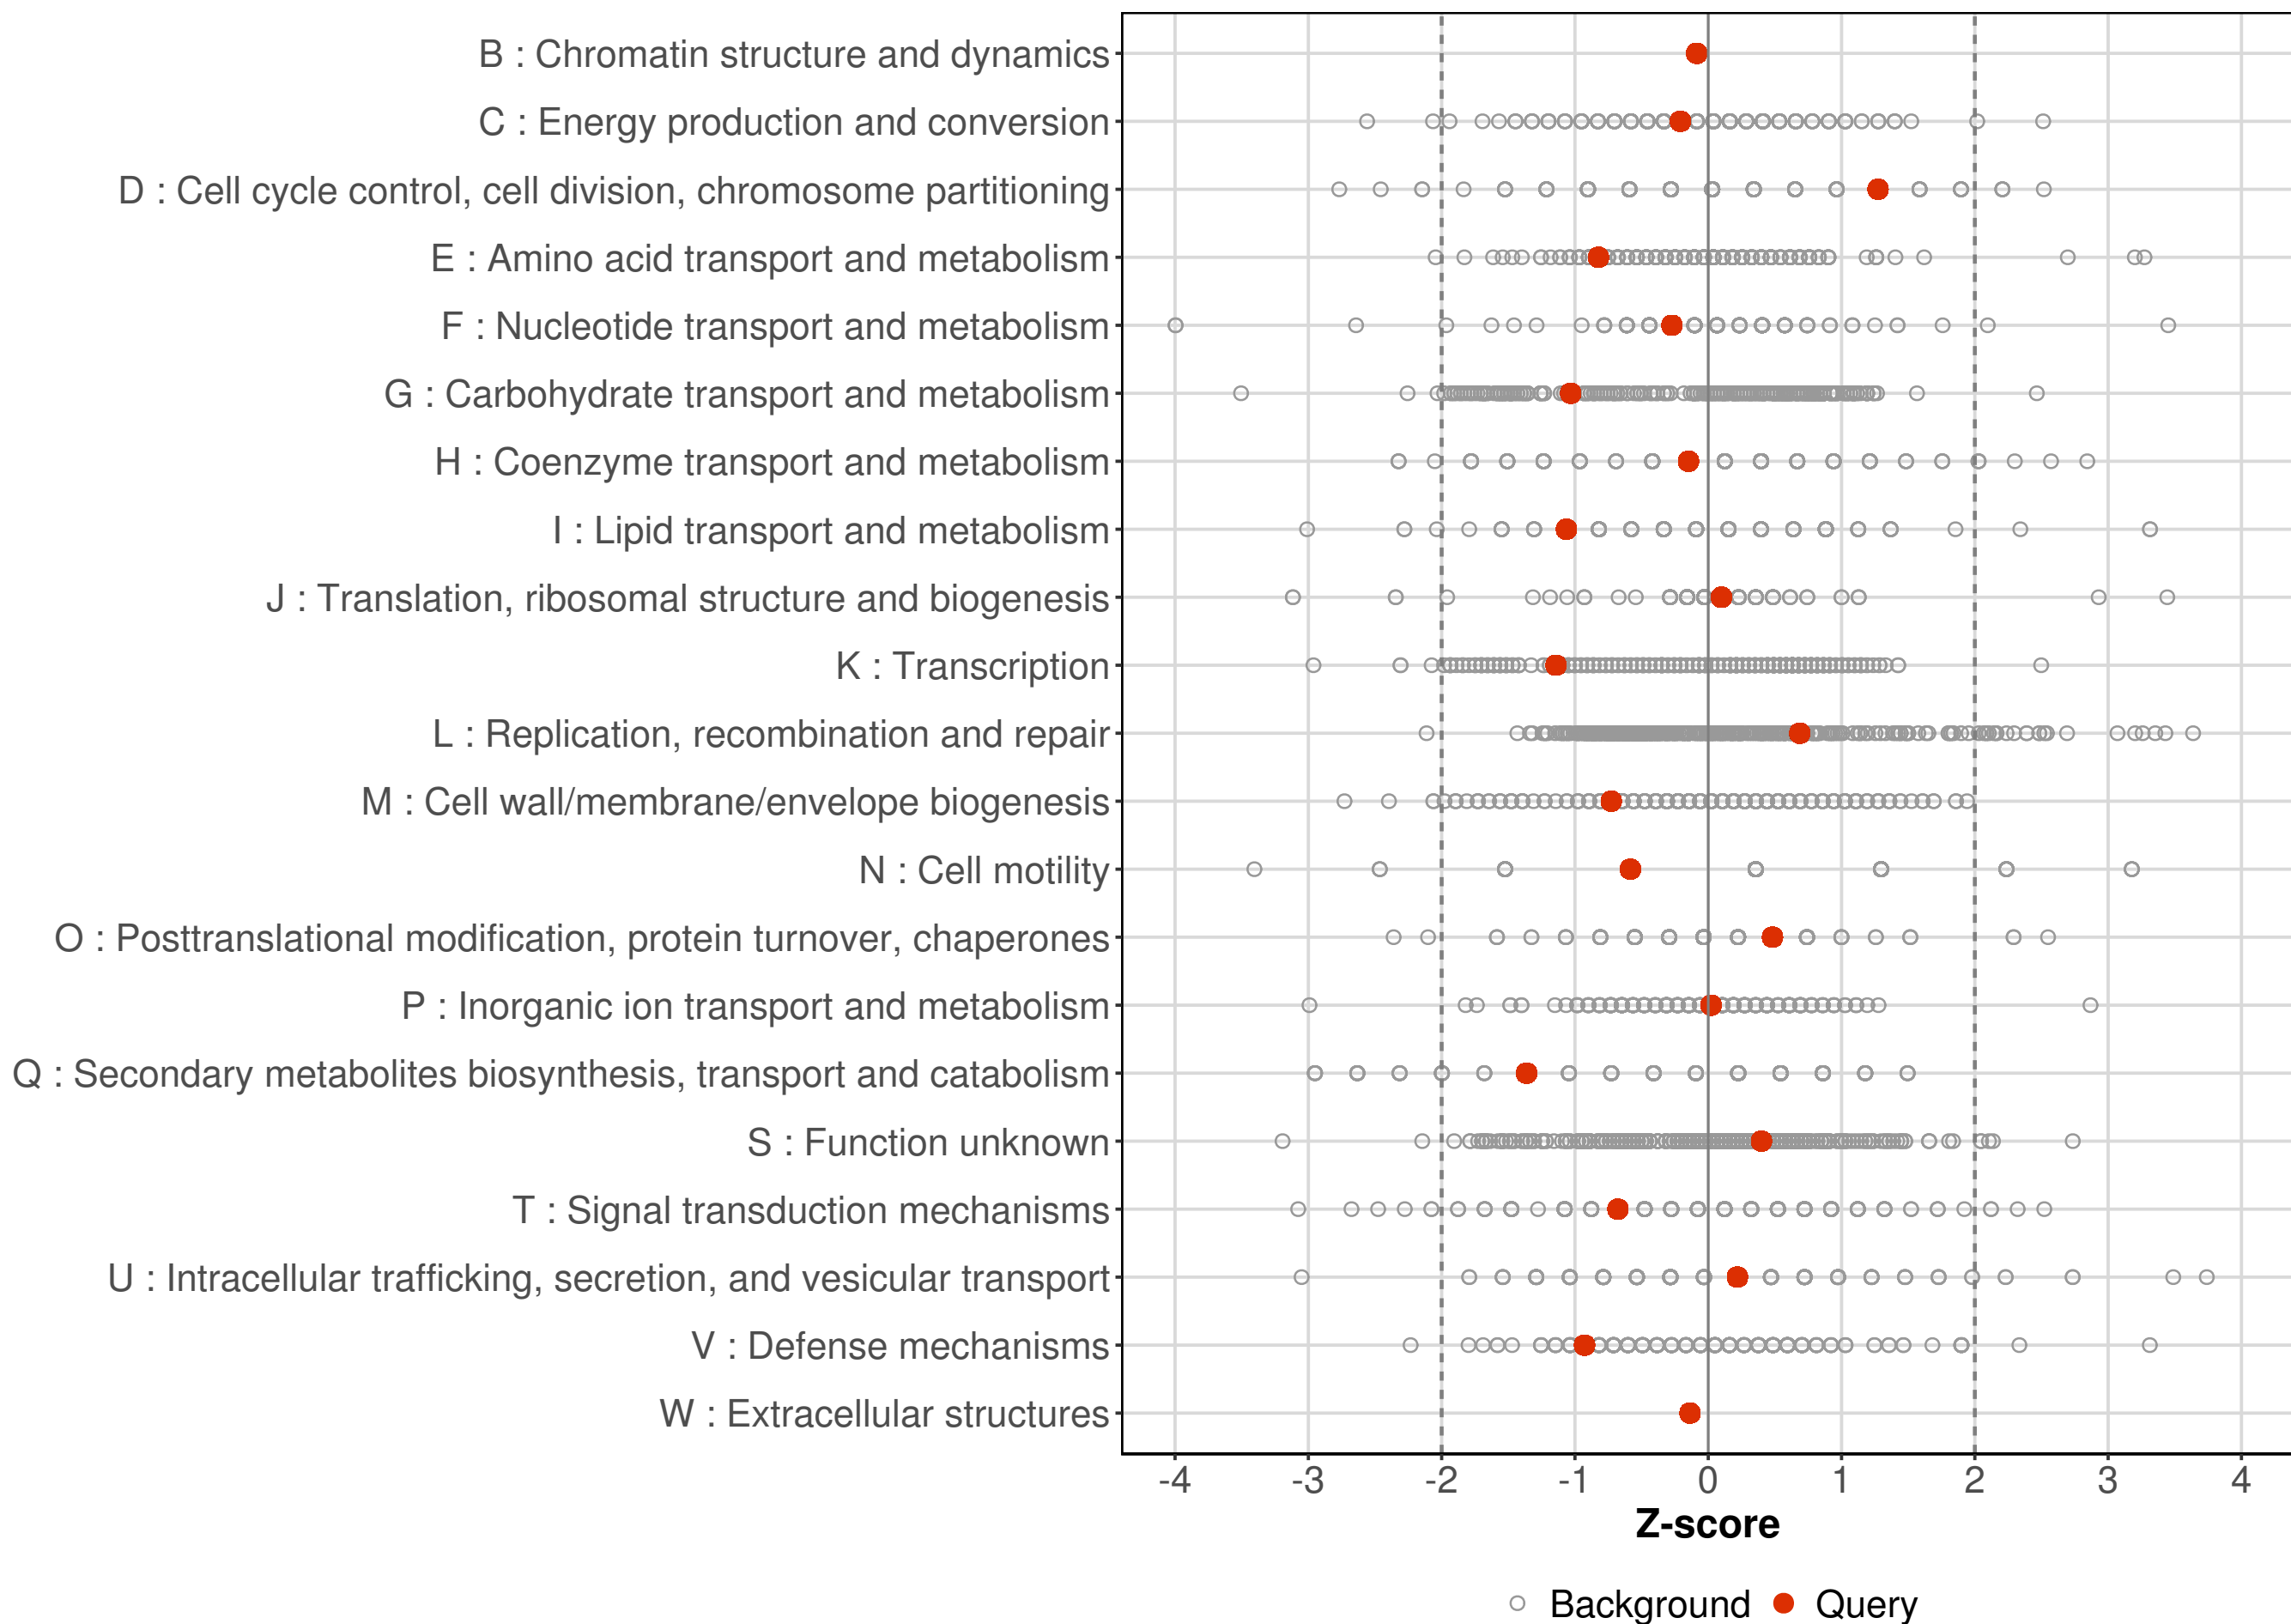 B : Chromatin structure and dynamics
C : Energy production and conversion
D : Cell cycle control, cell division, chromosome partitioning
E : Amino acid transport and metabolism
F : Nucleotide transport and metabolism
G : Carbohydrate transport and metabolism
H : Coenzyme transport and metabolism
I : Lipid transport and metabolism
J : Translation, ribosomal structure and biogenesis
K : Transcription
L : Replication, recombination and repair
M : Cell wall/membrane/envelope biogenesis
N : Cell motility
O : Posttranslational modification, protein turnover, chaperones
P : Inorganic ion transport and metabolism
Q : Secondary metabolites biosynthesis, transport and catabolism
S : Function unknown
T : Signal transduction mechanisms
U : Intracellular trafficking, secretion, and vesicular transport
V : Defense mechanisms
W : Extracellular structures
-4 -3 -2 -1 0 1 2 3 4
Z-score
Background Query